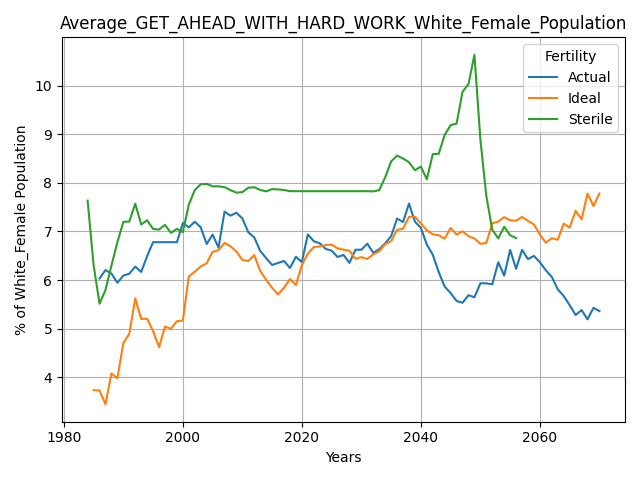 Average_GET_AHEAD_WITH_HARD_WORK_White_Female_Population
Fertility
Actual
Ideal
Sterile
% of White_Female Population
10
9
8
7
6
5
4
1980
2000
2020
2040
2060
Years